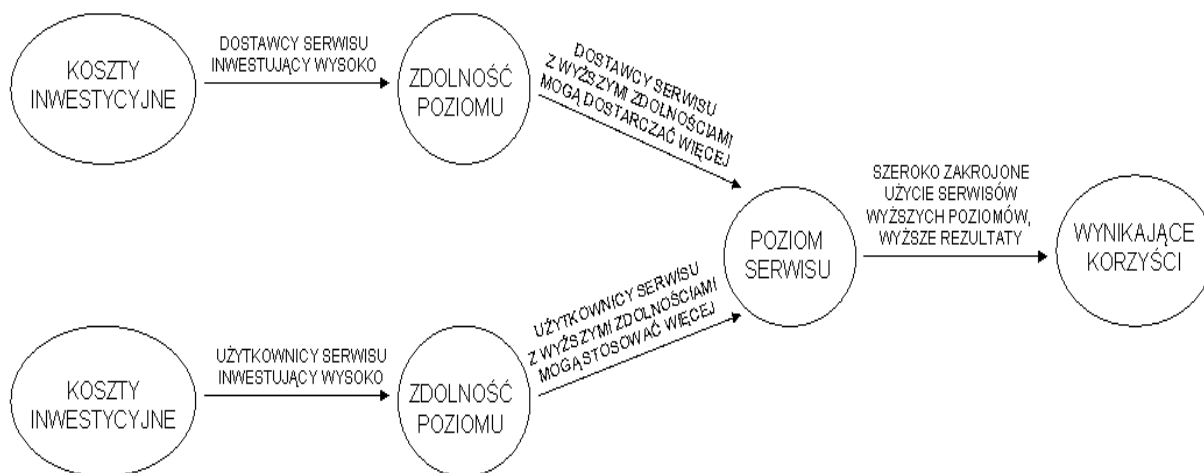 KOSZTY
INWESTYCYJNE
DOSTAWCY SERWISU
INWESTUJĄCY WYSOKO
ZDOLNOŚĆ
POZIOMU
DOSTAWCY SERWISU
Z WYŻSZYMI ZDOLNOŚCIAMI
MOGĄ DOSTARCZAĆ WIĘCEJ
KOSZTY
INWESTYCYJNE
UŻYTKOWNICY SERWISU
INWESTUJĄCY WYSOKO
ZDOLNOŚĆ
POZIOMU
UŻYTKOWNICY SERWISU
Z WYŻSZYMI ZDOLNOŚCIAMI
MOGĄ STOSOWAĆ WIĘCEJ
POZIOM
SERWISU
SZEROKO ZAKROJONE
UŻYCIE SERWISÓW
WYŻSZYCH POZIOMÓW,
WYŻSZE REZULTATY
WYNIKAJĄCE
KORZYŚCI